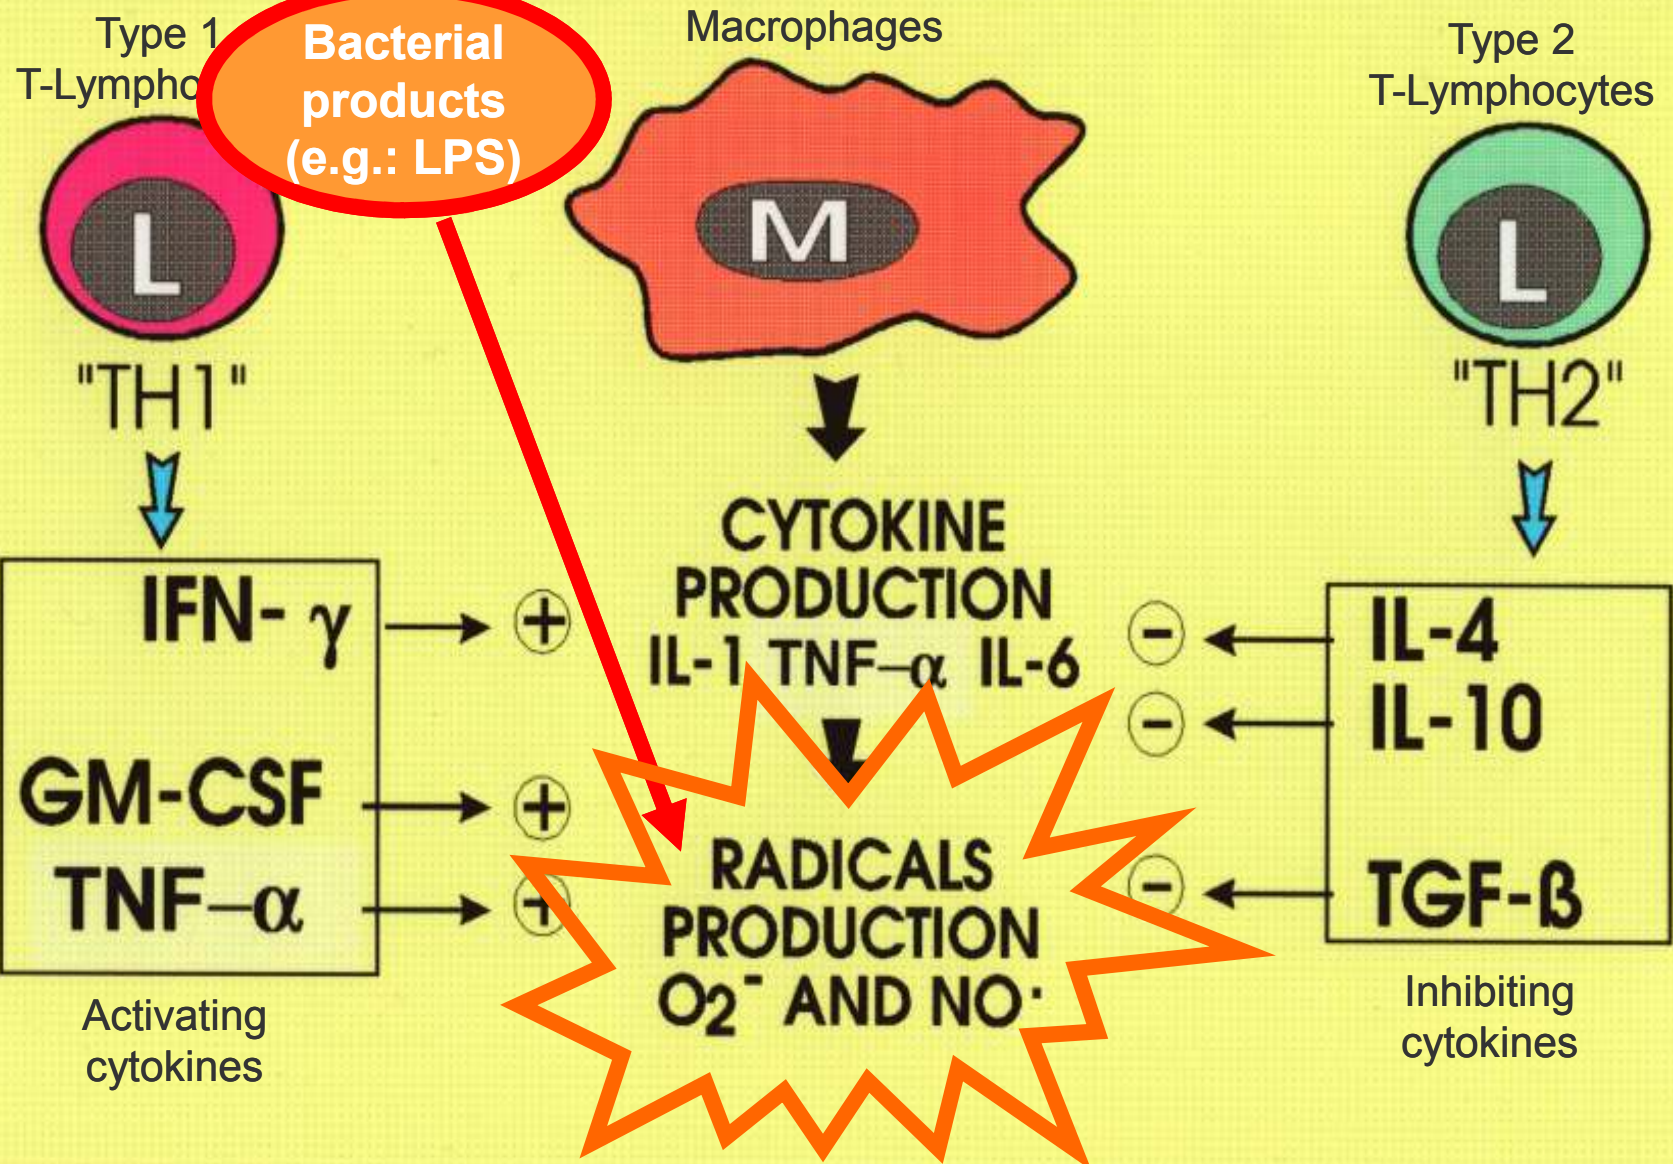 Type 1
T-Lympho
Bacterial
products
(e.g.: LPS)
Macrophages
Type 2
T-Lymphocytes
L
M
L
"TH1"
"TH2"
CYTOKINE
PRODUCTION
IL-1 TNF–α IL-6
IFN- γ
+
GM-CSF
+
TNF–α
+
-
IL-4
-
IL-10
-
TGF-ß
RADICALS
PRODUCTION
O2⁻ AND NO·
Activating
cytokines
Inhibiting
cytokines